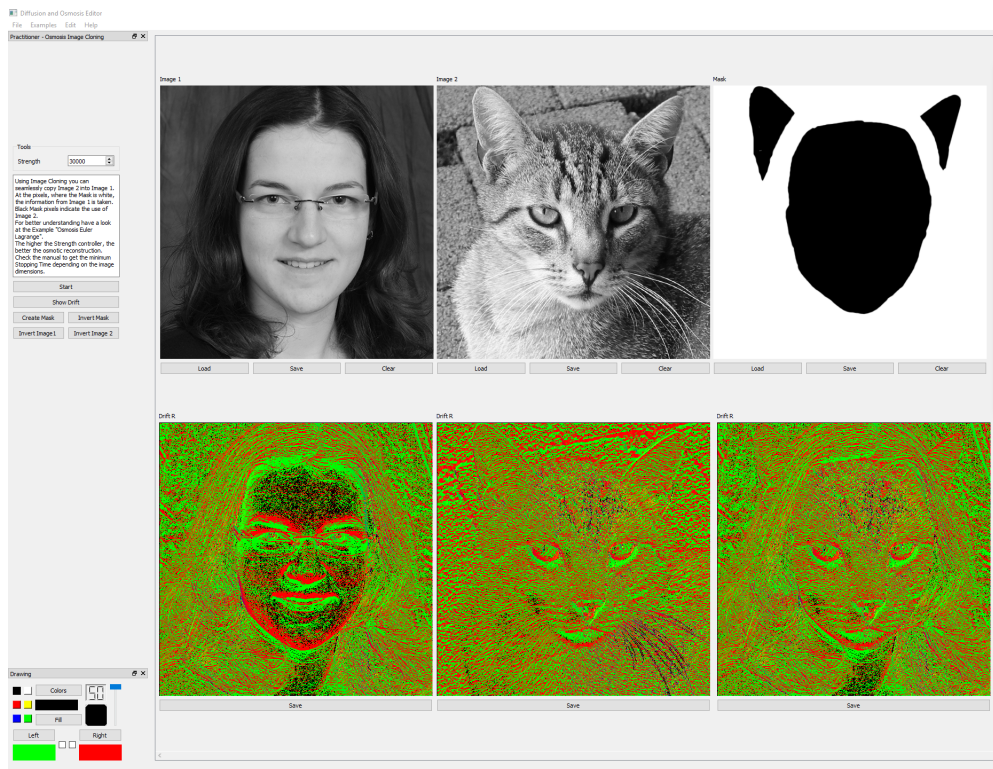 Diffusion and Osmosis Editor
File Examples Edit Help
Practitioner - Osmosis Image Cloning
Tools
Strength 30000
Using Image Cloning you can
seamlessly copy Image 2 into Image 1.
At the pixels, where the Mask is white,
the information from Image 1 is taken.
Black Mask pixels indicate the use of
Image 2.
For better understanding have a look
at the Example "Osmosis Euler
Lagrange".
The higher the Strength controller, the
better the osmotic reconstruction.
Check the manual to get the minimum
Stopping Time depending on the image
dimensions.
Start
Show Drift
Create Mask Invert Mask
Invert Image1 Invert Image 2
Image 1 Image 2 Mask
Load Save Clear Load Save Clear Load Save Clear
Drift R Drift R Drift R
Save Save Save
Drawing
Colors 50
Fill
Left Right